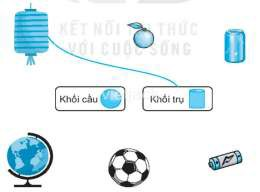 KẾT NỐI TRI THỨC
VỚI CUỘC SỐNG
Khối cầu
Khối trụ